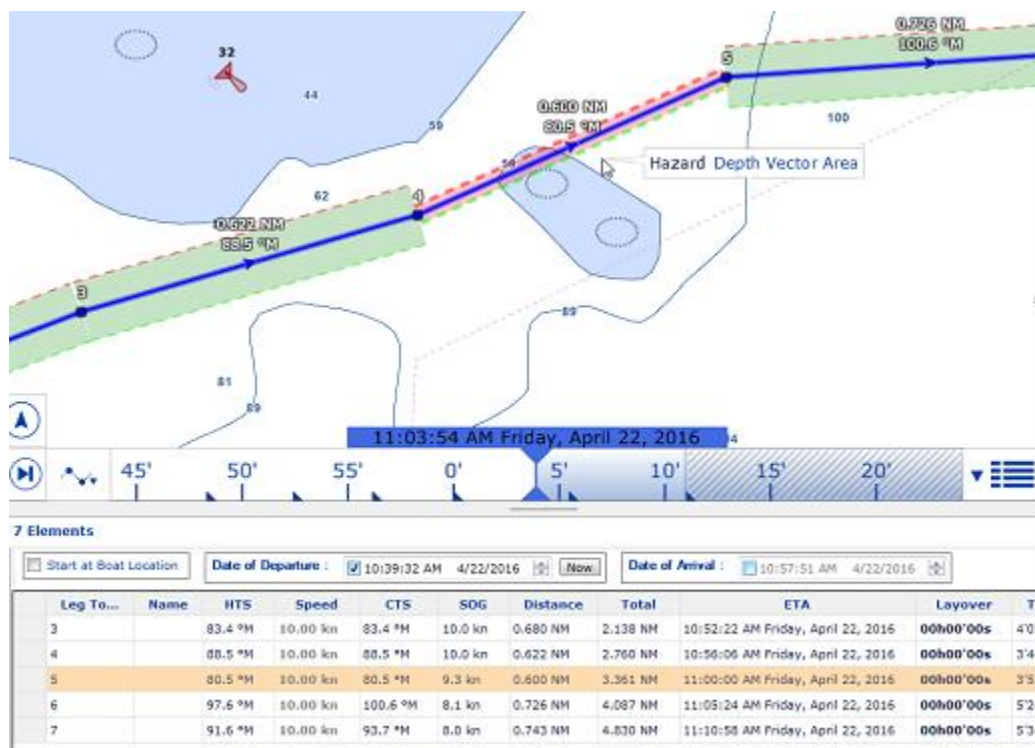 0.726 NM
100.6 °M
5
32
44
0.600 NM
80.5 °M
100
59
Hazard Depth Vector Area
62
4
0.622 NM
88.5 °M
3
89
81
89
11:03:54 AM Friday, April 22, 2016
45' 50' 55' 0' 5' 10' 15' 20'
7 Elements
Start at Boat Location Date of Departure : 10:39:32 AM 4/22/2016 Now Date of Arrival : 10:57:51 AM 4/22/2016
Leg To... Name HTS Speed CTS SOG Distance Total ETA Layover T
3 83.4 °M 10.00 kn 83.4 °M 10.0 kn 0.680 NM 2.138 NM 10:52:22 AM Friday, April 22, 2016 00h00'00s 4'0
4 88.5 °M 10.00 kn 88.5 °M 10.0 kn 0.622 NM 2.760 NM 10:56:06 AM Friday, April 22, 2016 00h00'00s 3'4
5 80.5 °M 10.00 kn 80.5 °M 9.3 kn 0.600 NM 3.361 NM 11:00:00 AM Friday, April 22, 2016 00h00'00s 3'5
6 97.6 °M 10.00 kn 100.6 °M 8.1 kn 0.726 NM 4.087 NM 11:05:24 AM Friday, April 22, 2016 00h00'00s 5'2
7 91.6 °M 10.00 kn 93.7 °M 8.0 kn 0.743 NM 4.830 NM 11:10:58 AM Friday, April 22, 2016 00h00'00s